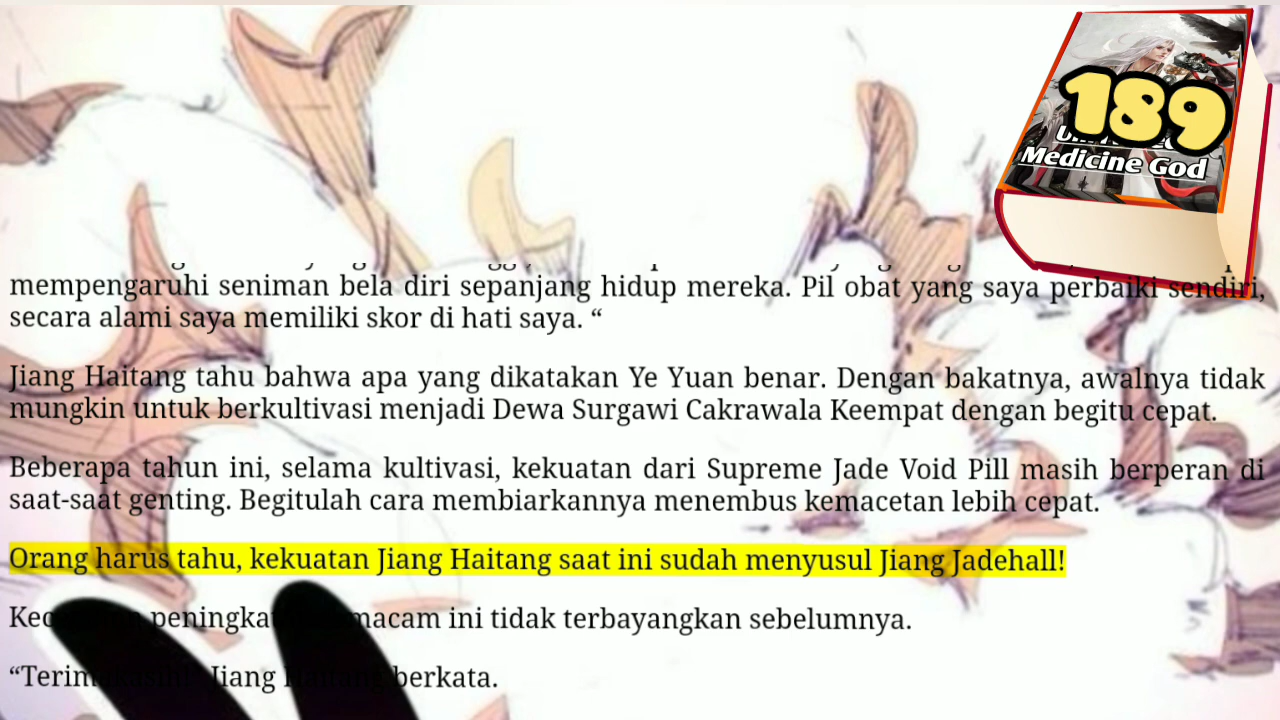 189
Medicine God
mempengaruhi seniman bela diri sepanjang hidup mereka. Pil obat yang saya perbaiki sendiri,
secara alami saya memiliki skor di hati saya. “
Jiang Haitang tahu bahwa apa yang dikatakan Ye Yuan benar. Dengan bakatnya, awalnya tidak
mungkin untuk berkultivasi menjadi Dewa Surgawi Cakrawala Keempat dengan begitu cepat.
Beberapa tahun ini, selama kultivasi, kekuatan dari Supreme Jade Void Pill masih berperan di
saat-saat genting. Begitulah cara membiarkannya menembus kemacetan lebih cepat.
Orang harus tahu, kekuatan Jiang Haitang saat ini sudah menyusul Jiang Jadehall!
ini tidak terbayangkan sebelumnya.
Jiang Haitang berkata.